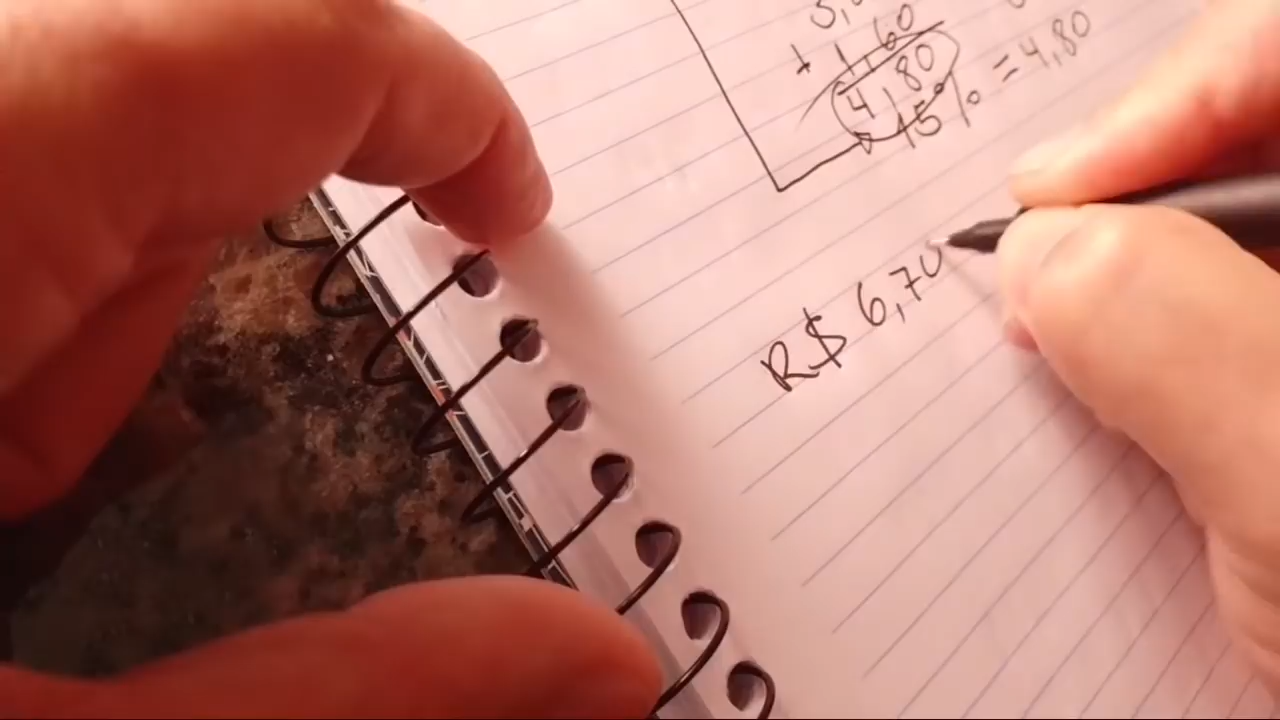 + 1,60
4,80
15% = 4,80
R$ 6,70